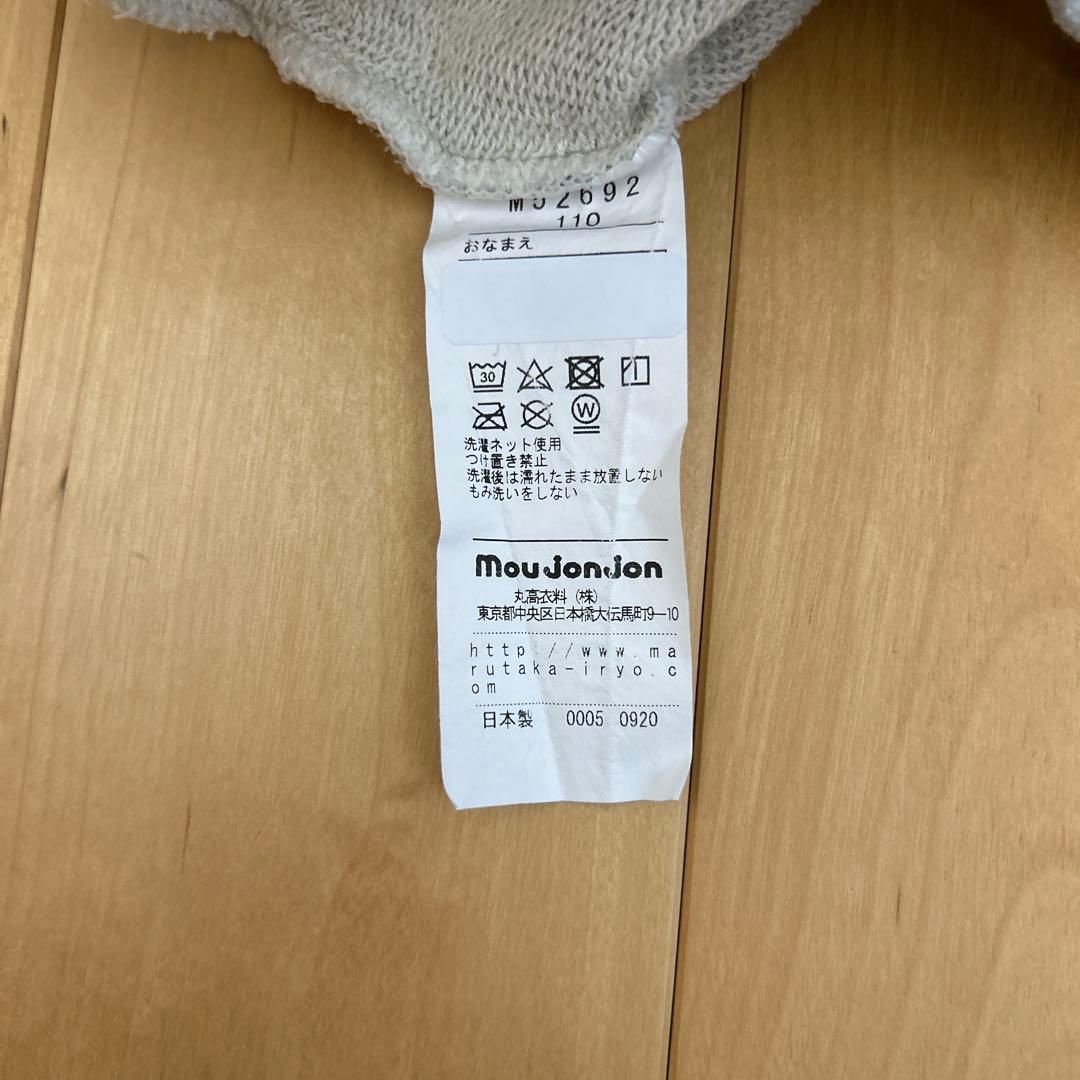 M52692
110
おなまえ
30
W
洗濯ネット使用
つけ置き禁止
洗濯後は濡れたまま放置しない
もみ洗いをしない
moujonjon
丸高衣料(株)
東京都中央区日本橋大伝馬町9-10
http://www.ma
rutaka-iryo.c
om
日本製 0005 0920